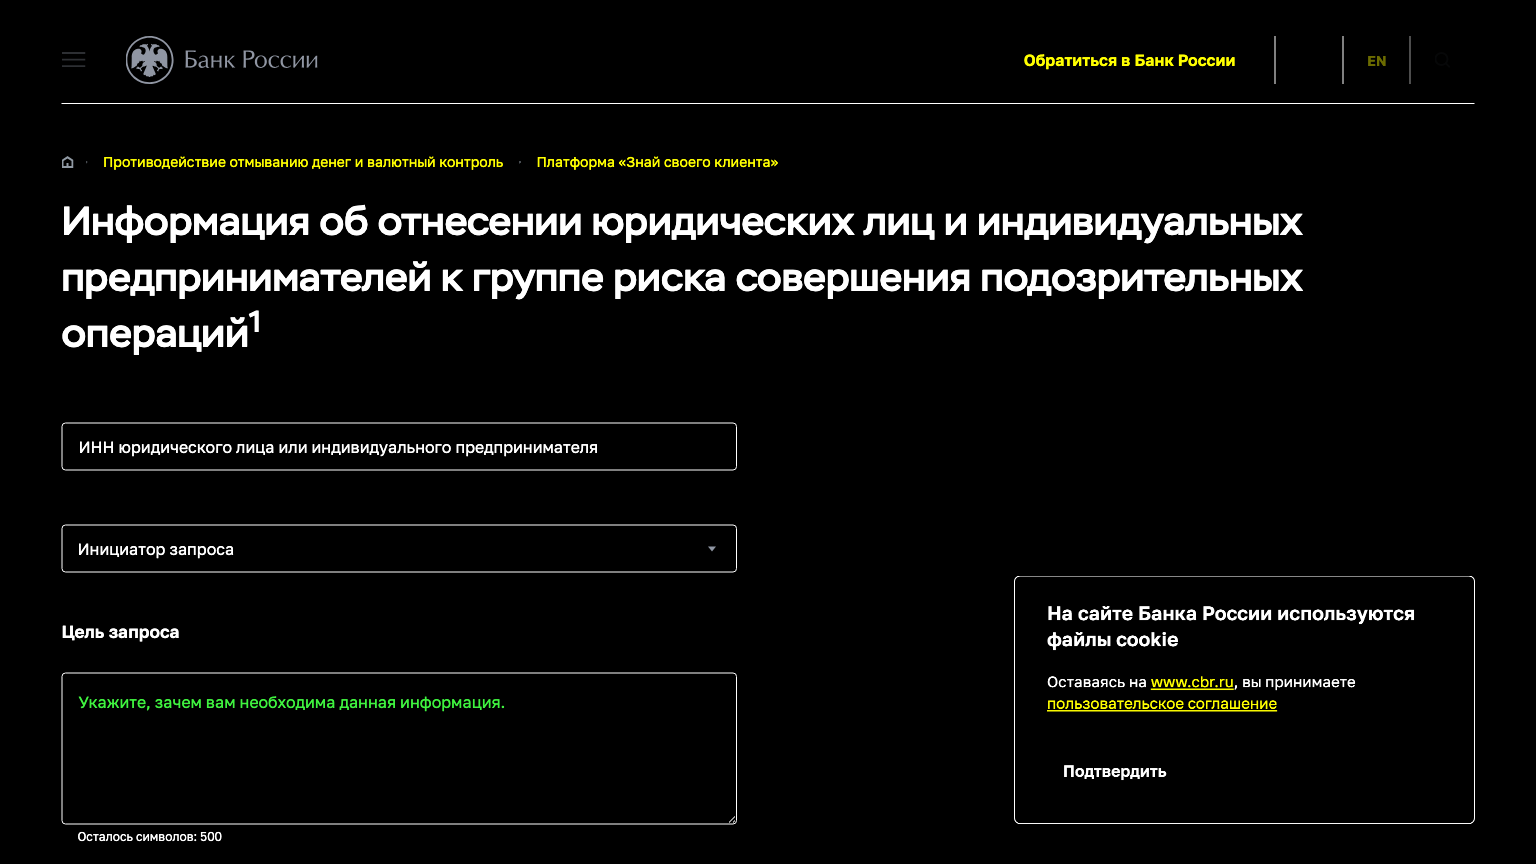 Банк России
Обратиться в Банк России
EN
Противодействие отмыванию денег и валютный контроль · Платформа «Знай своего клиента»
Информация об отнесении юридических лиц и индивидуальных
предпринимателей к группе риска совершения подозрительных
операций¹
ИНН юридического лица или индивидуального предпринимателя
Инициатор запроса
Цель запроса
Укажите, зачем вам необходима данная информация.
Осталось символов: 500
На сайте Банка России используются
файлы cookie
Оставаясь на www.cbr.ru, вы принимаете
пользовательское соглашение
Подтвердить